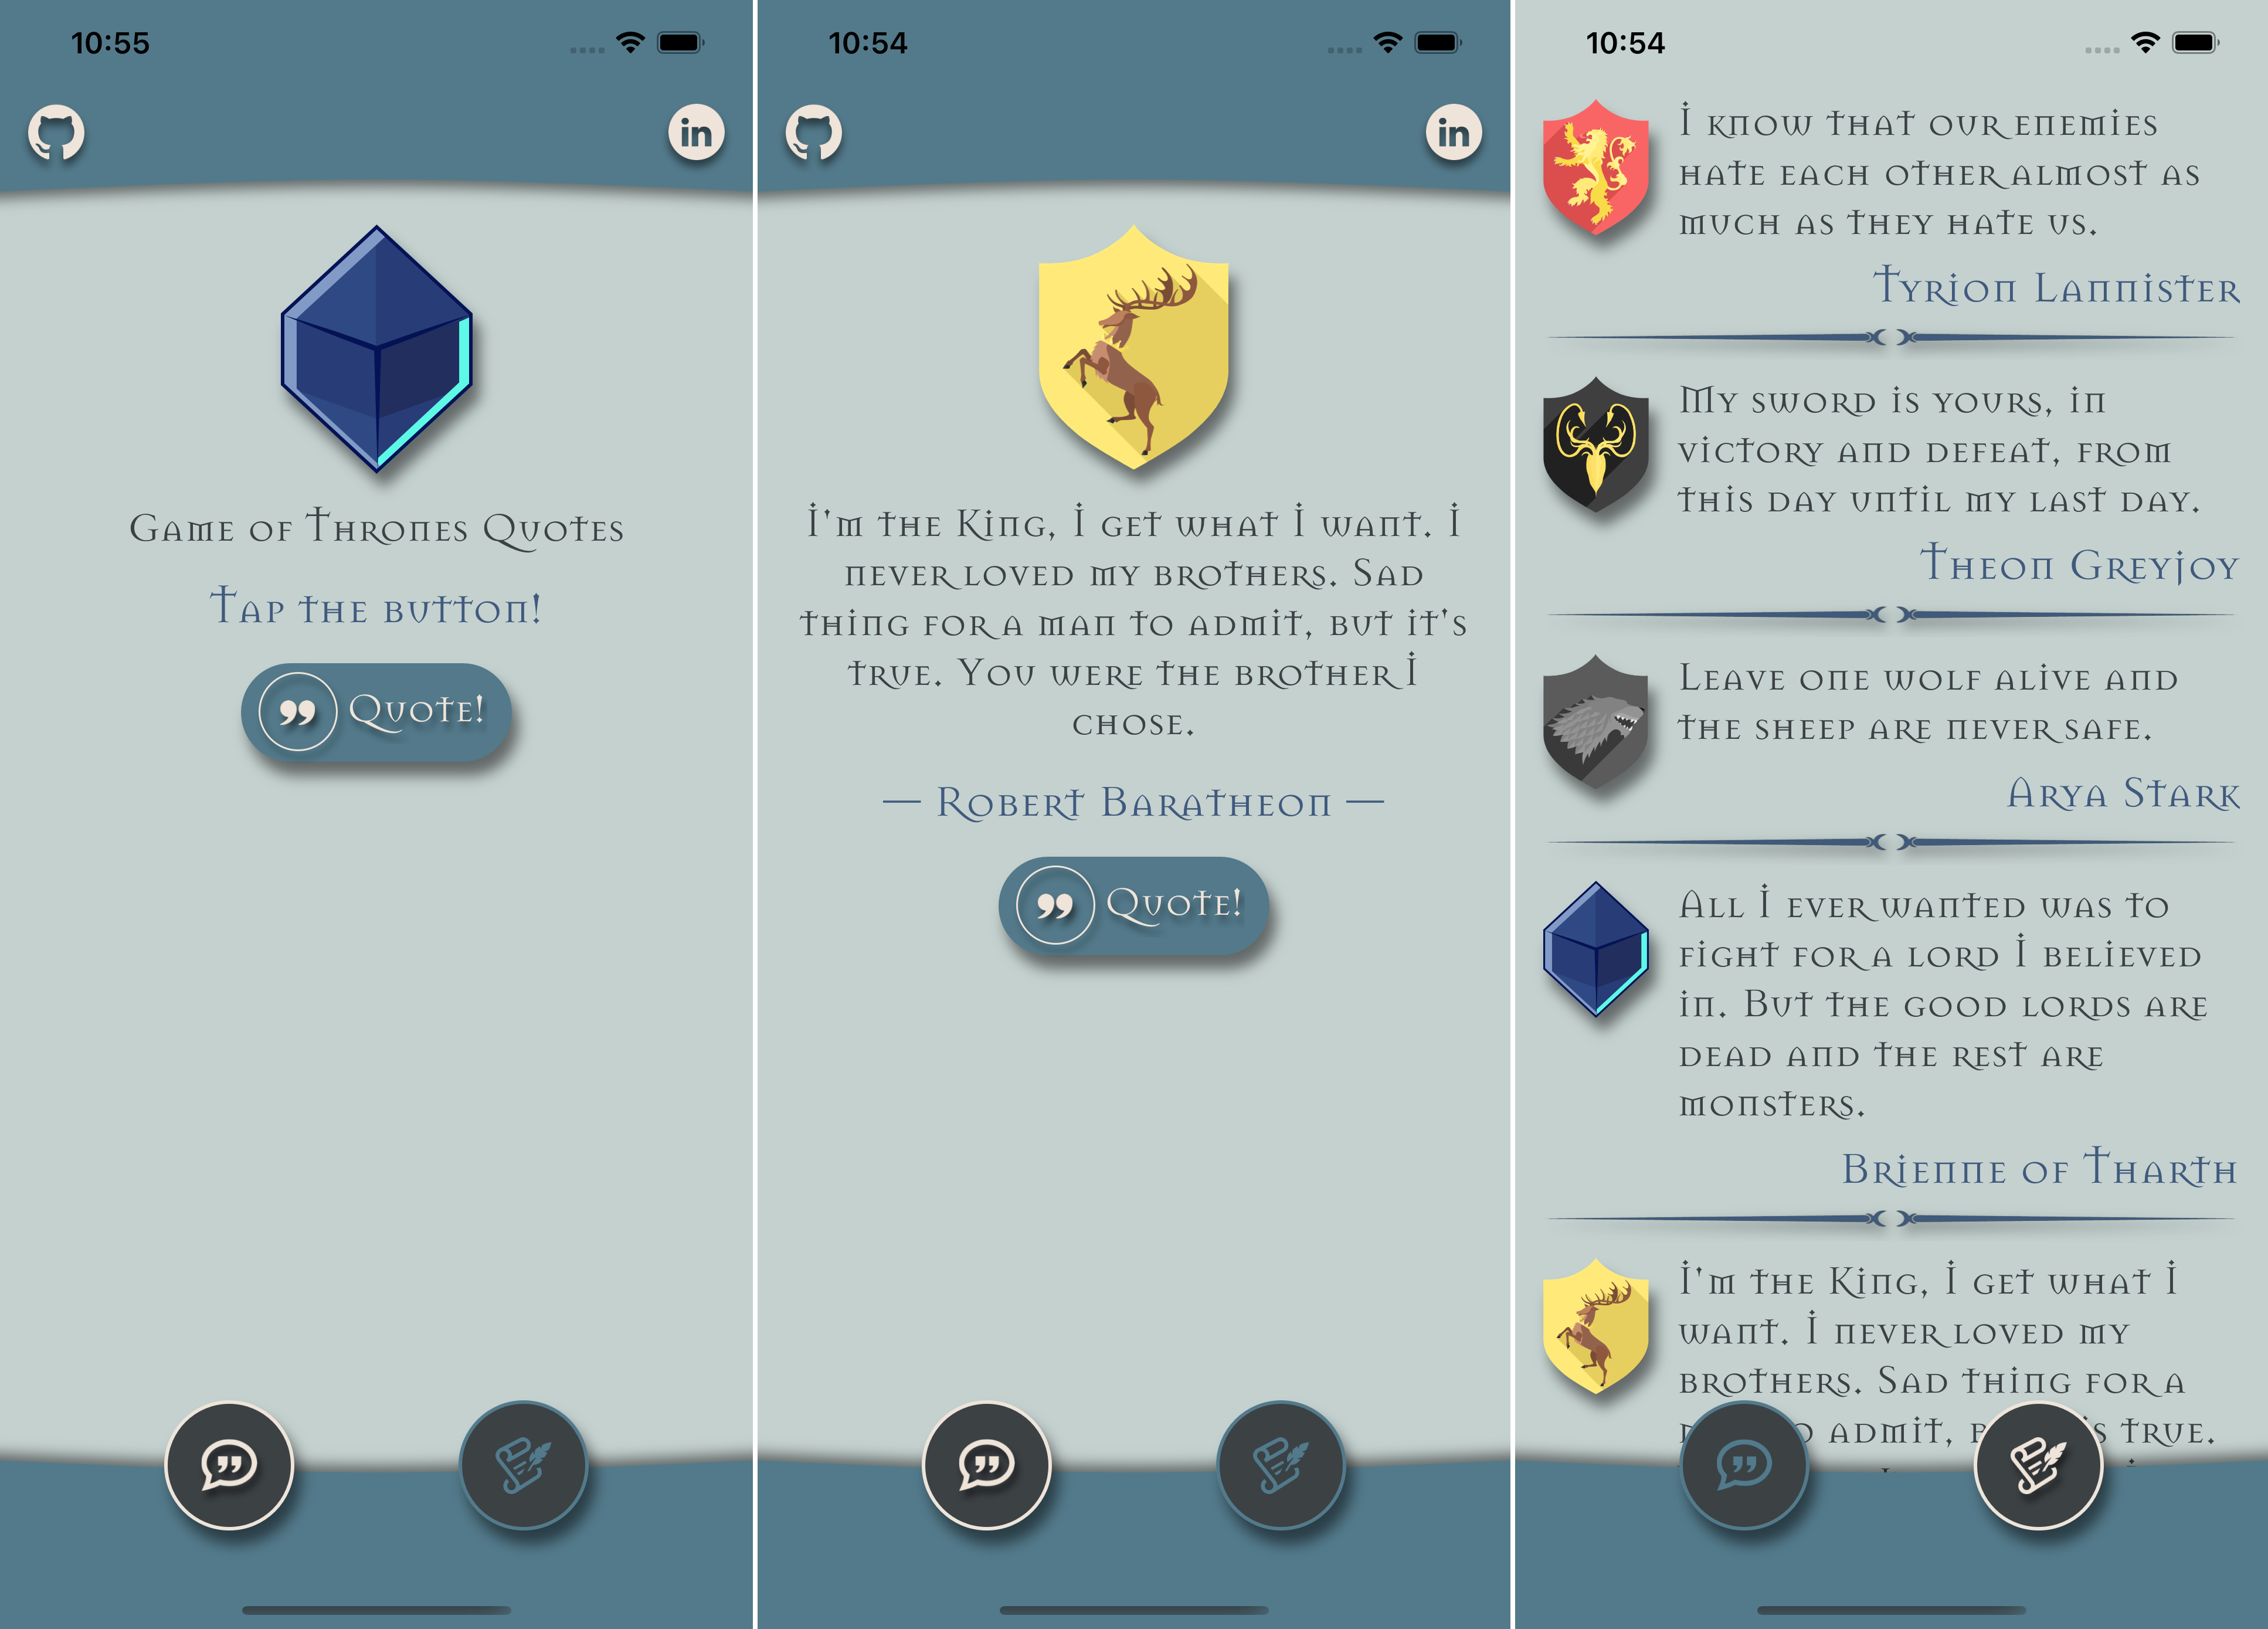 10:55
in
Game of Thrones Quotes
Tap the button!
Quote!
10:54
in
I'm the King, I get what I want. I
never loved my brothers. Sad
thing for a man to admit, but it's
true. You were the brother I
chose.
— Robert Baratheon —
Quote!
10:54
I know that our enemies
hate each other almost as
much as they hate us.
Tyrion Lannister
My sword is yours, in
victory and defeat, from
this day until my last day.
Theon Greyjoy
Leave one wolf alive and
the sheep are never safe.
Arya Stark
All I ever wanted was to
fight for a lord I believed
in. But the good lords are
dead and the rest are
monsters.
Brienne of Tharth
I'm the King, I get what I
want. I never loved my
brothers. Sad thing for a
admit, true.